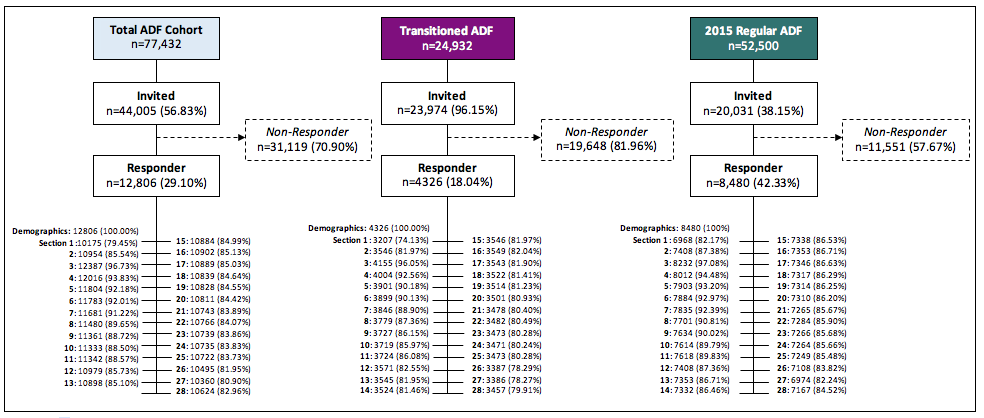 Total ADF Cohort
n=77,432
Invited
n=44,005 (56.83%)
Non-Responder
n=31,119 (70.90%)
Responder
n=12,806 (29.10%)
Demographics: 12806 (100.00%)
Section 1:10175 (79.45%)
2:10954 (85.54%)
3:12387 (96.73%)
4:12016 (93.83%)
5:11804 (92.18%)
6:11783 (92.01%)
7:11681 (91.22%)
8:11480 (89.65%)
9:11361 (88.72%)
10:11333 (88.50%)
11:11342 (88.57%)
12:10979 (85.73%)
13:10898 (85.10%)
15:10884 (84.99%)
16:10902 (85.13%)
17:10889 (85.03%)
18:10839 (84.64%)
19:10828 (84.55%)
20:10811 (84.42%)
21:10743 (83.89%)
22:10766 (84.07%)
23:10739 (83.86%)
24:10735 (83.83%)
25:10722 (83.73%)
26:10495 (81.95%)
27:10360 (80.90%)
28:10624 (82.96%)
Transitioned ADF
n=24,932
Invited
n=23,974 (96.15%)
Non-Responder
n=19,648 (81.96%)
Responder
n=4326 (18.04%)
Demographics: 4326 (100.00%)
Section 1:3207 (74.13%)
2:3546 (81.97%)
3:4155 (96.05%)
4:4004 (92.56%)
5:3901 (90.18%)
6:3899 (90.13%)
7:3846 (88.90%)
8:3779 (87.36%)
9:3727 (86.15%)
10:3719 (85.97%)
11:3724 (86.08%)
12:3571 (82.55%)
13:3545 (81.95%)
14:3524 (81.46%)
15:3546 (81.97%)
16:3549 (82.04%)
17:3543 (81.90%)
18:3522 (81.41%)
19:3514 (81.23%)
20:3501 (80.93%)
21:3478 (80.40%)
22:3482 (80.49%)
23:3473 (80.28%)
24:3471 (80.24%)
25:3473 (80.28%)
26:3387 (78.29%)
27:3386 (78.27%)
28:3457 (79.91%)
2015 Regular ADF
n=52,500
Invited
n=20,031 (38.15%)
Non-Responder
n=11,551 (57.67%)
Responder
n=8,480 (42.33%)
Demographics: 8480 (100%)
Section 1:6968 (82.17%)
2:7408 (87.38%)
3:8232 (97.08%)
4:8012 (94.48%)
5:7903 (93.20%)
6:7884 (92.97%)
7:7835 (92.39%)
8:7701 (90.81%)
9:7634 (90.02%)
10:7614 (89.79%)
11:7618 (89.83%)
12:7408 (87.36%)
13:7353 (86.71%)
14:7332 (86.46%)
15:7338 (86.53%)
16:7353 (86.71%)
17:7346 (86.63%)
18:7317 (86.29%)
19:7314 (86.25%)
20:7310 (86.20%)
21:7265 (85.67%)
22:7284 (85.90%)
23:7266 (85.68%)
24:7264 (85.66%)
25:7249 (85.48%)
26:7108 (83.82%)
27:6974 (82.24%)
28:7167 (84.52%)